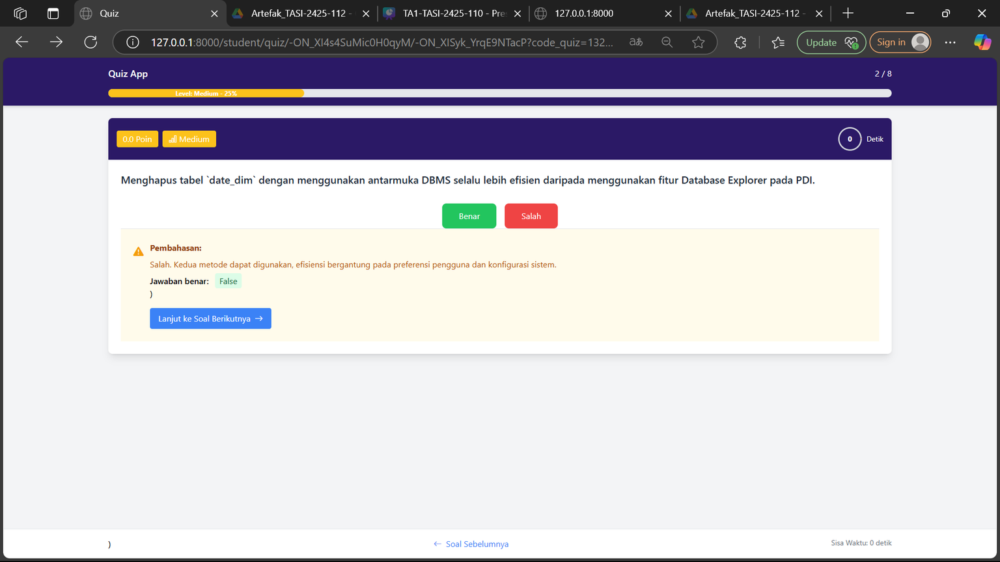 Quiz
Artefak_TASI-2425-112 -
TA1-TASI-2425-110 - Pre
127.0.0.1:8000
Artefak_TASI-2425-112 -
127.0.0.1:8000/student/quiz/-ON_XI4s4SuMic0H0qyM/-ON_XISyk_YrqE9NTacP?code_quiz=132...
Update
Sign in
Quiz App
2 / 8
Level: Medium - 25%
0.0 Poin
Medium
0
Detik
Menghapus tabel `date_dim` dengan menggunakan antarmuka DBMS selalu lebih efisien daripada menggunakan fitur Database Explorer pada PDI.
Benar
Salah
Pembahasan:
Salah. Kedua metode dapat digunakan, efisiensi bergantung pada preferensi pengguna dan konfigurasi sistem.
Jawaban benar: False
)
Lanjut ke Soal Berikutnya →
)
← Soal Sebelumnya
Sisa Waktu: 0 detik